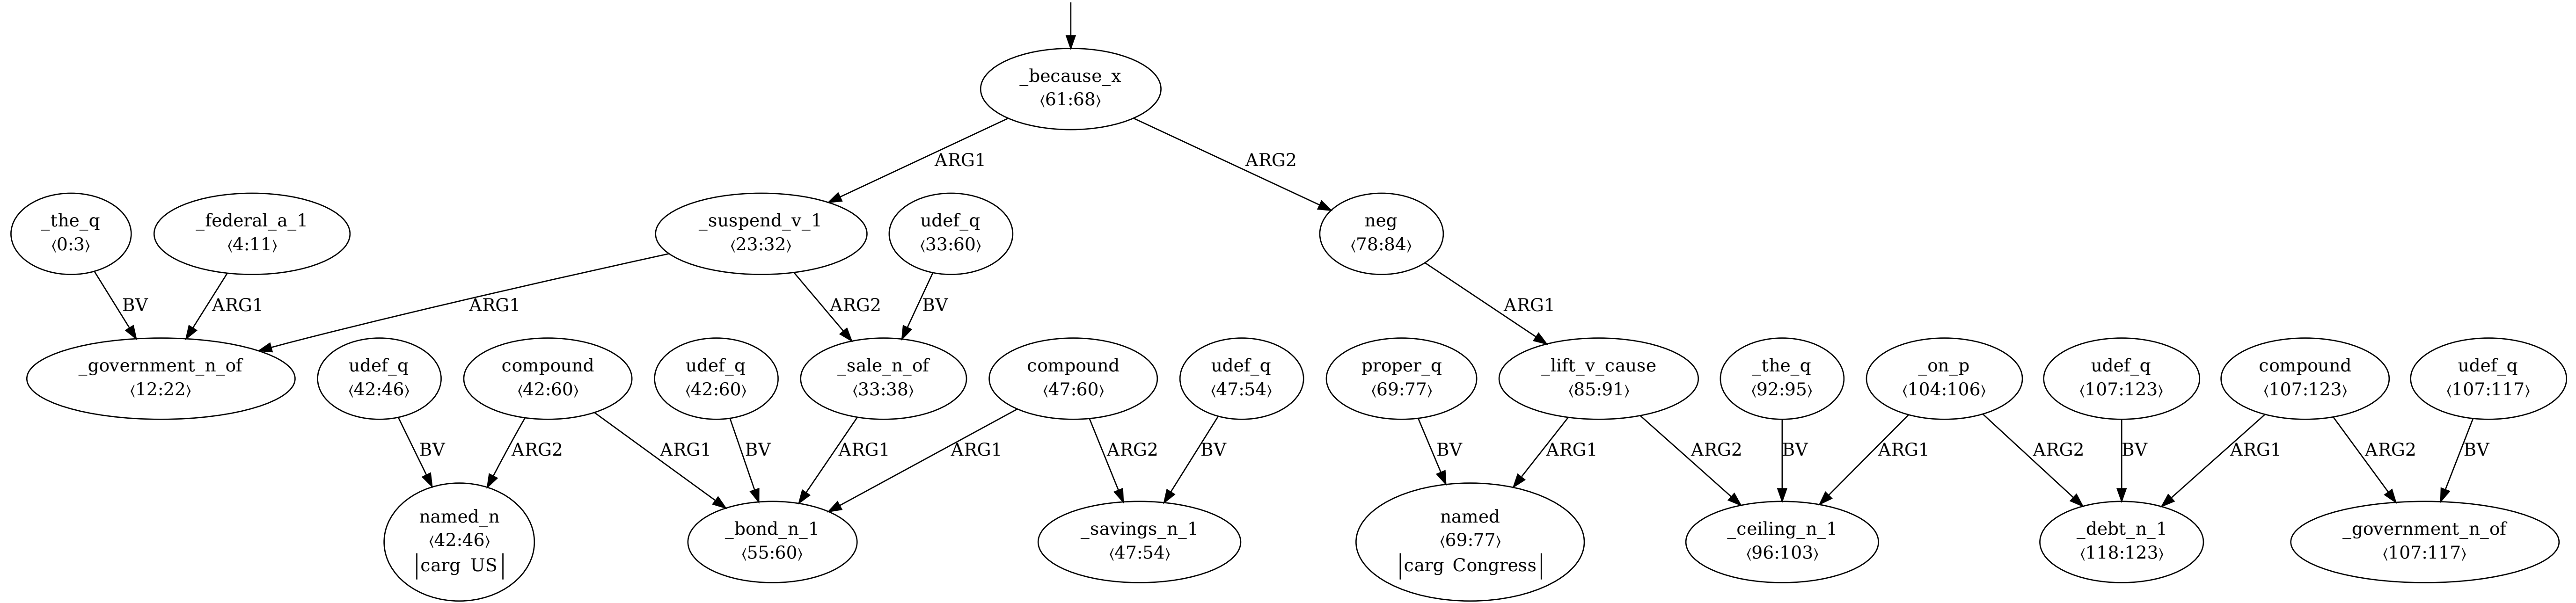 _because_x
⟨61:68⟩
ARG1
ARG2
_the_q
⟨0:3⟩
_federal_a_1
⟨4:11⟩
_suspend_v_1
⟨23:32⟩
udef_q
⟨33:60⟩
neg
⟨78:84⟩
BV
ARG1
ARG1
ARG2
BV
ARG1
_government_n_of
⟨12:22⟩
udef_q
⟨42:46⟩
compound
⟨42:60⟩
udef_q
⟨42:60⟩
_sale_n_of
⟨33:38⟩
compound
⟨47:60⟩
udef_q
⟨47:54⟩
proper_q
⟨69:77⟩
_lift_v_cause
⟨85:91⟩
_the_q
⟨92:95⟩
_on_p
⟨104:106⟩
udef_q
⟨107:123⟩
compound
⟨107:123⟩
udef_q
⟨107:117⟩
BV
ARG2
ARG1
BV
ARG1
ARG1
ARG2
BV
BV
ARG1
ARG2
BV
ARG1
ARG2
BV
ARG1
ARG2
BV
named_n
⟨42:46⟩
carg US
_bond_n_1
⟨55:60⟩
_savings_n_1
⟨47:54⟩
named
⟨69:77⟩
carg Congress
_ceiling_n_1
⟨96:103⟩
_debt_n_1
⟨118:123⟩
_government_n_of
⟨107:117⟩